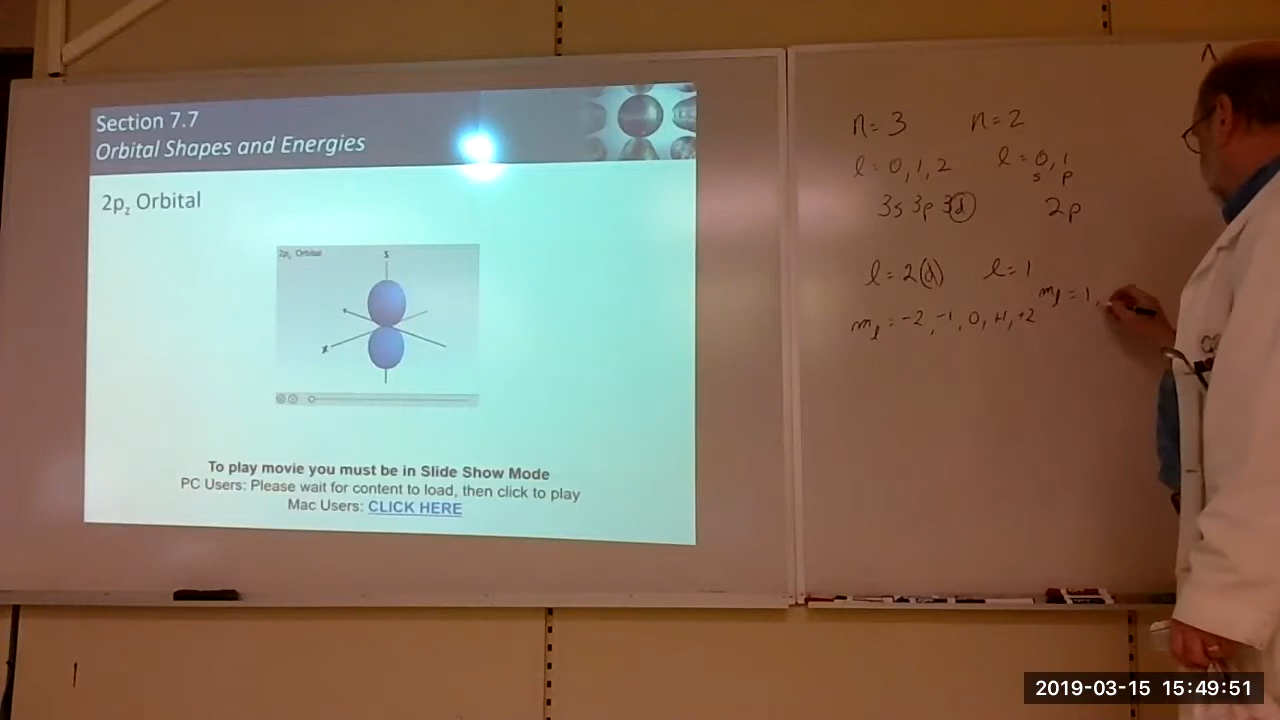 Section 7.7
Orbital Shapes and Energies
2pz Orbital
2pz Orbital
z
x
To play movie you must be in Slide Show Mode
PC Users: Please wait for content to load, then click to play
Mac Users: CLICK HERE
n = 3
n = 2
l = 0, 1, 2
l = 0, 1
s p
3s 3p 3d
2p
l = 2 (d)
l = 1
ml = 1,
ml = -2, -1, 0, +1, +2
2019-03-15 15:49:51